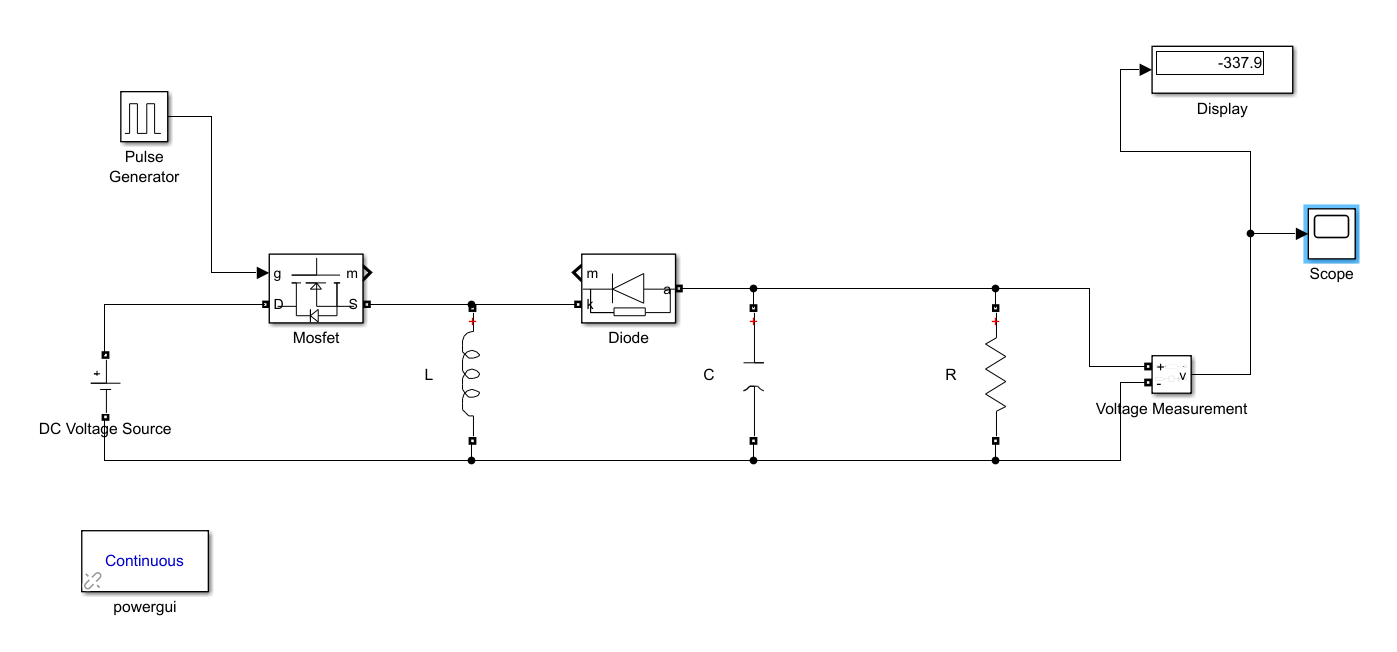 -337.9
Display
Pulse
Generator
Scope
g
m
D
S
Mosfet
m
k
a
Diode
+
+
+
L
C
R
+
DC Voltage Source
+
-
v
Voltage Measurement
Continuous
powergui